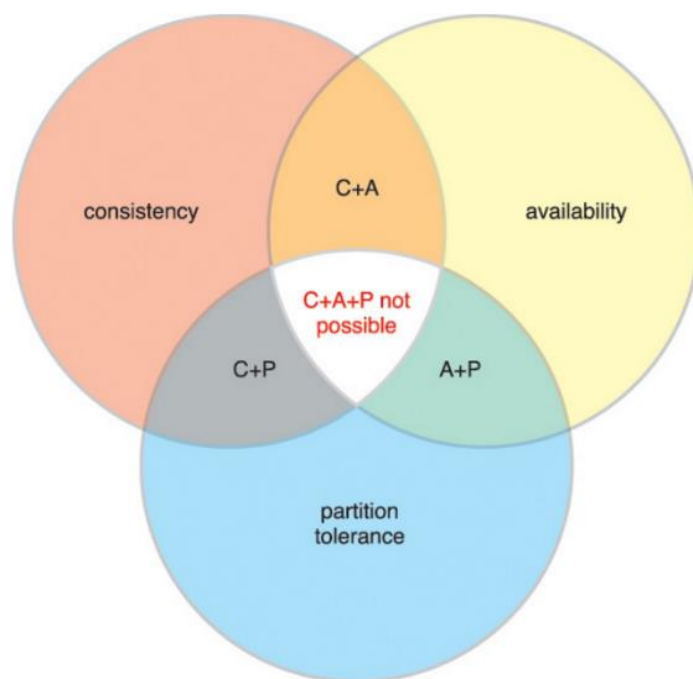 C+A
consistency
availability
C+A+P not
possible
C+P
A+P
partition
tolerance